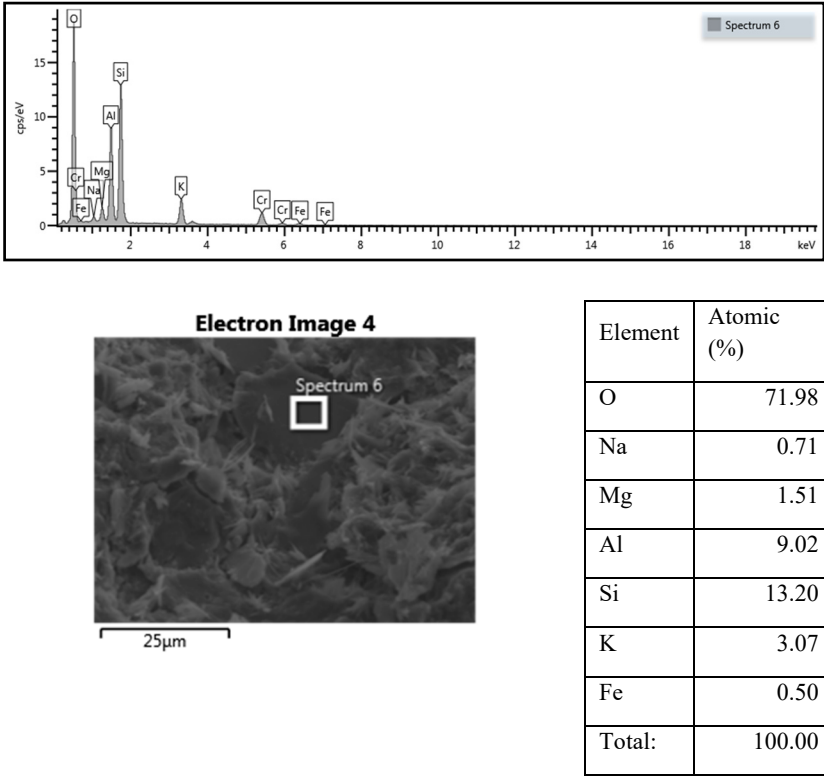 Spectrum 6
cps/eV
15
10
5
0
O
Cr
Fe
Na
Mg
Al
Si
K
Cr
Cr
Fe
Fe
2 4 6 8 10 12 14 16 18 keV
Electron Image 4
Spectrum 6
25µm
Element Atomic
(%)
O 71.98
Na 0.71
Mg 1.51
Al 9.02
Si 13.20
K 3.07
Fe 0.50
Total: 100.00